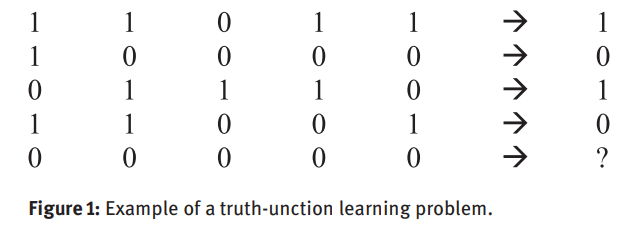 1 1 0 1 1 → 1
1 0 0 0 0 → 0
0 1 1 1 0 → 1
1 1 0 0 1 → 0
0 0 0 0 0 → ?
Figure 1: Example of a truth-unction learning problem.